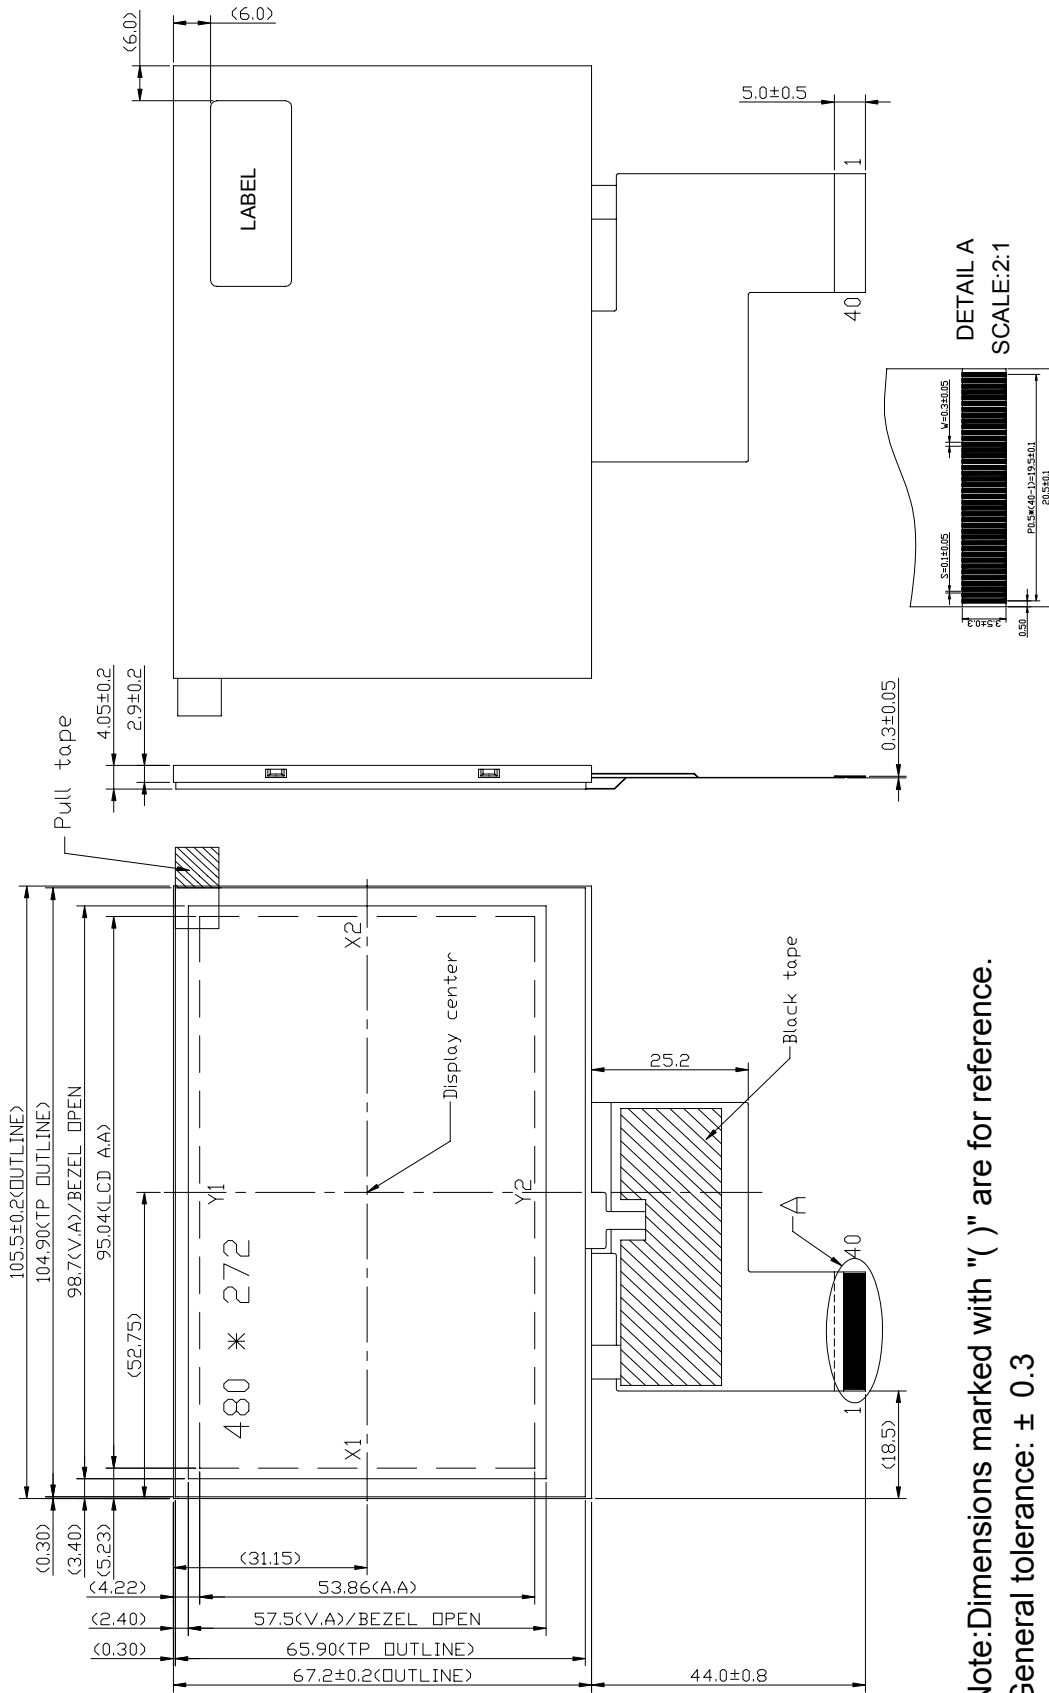 105.5±0.2(OUTLINE)
104.90(TP OUTLINE)
98.7(V.A)/BEZEL OPEN
95.04(LCD A.A)
(52.75)
(0.30)
(3.40)
(5.23)
(4.22)
(2.40)
(0.30)
(31.15)
53.86(A.A)
57.5(V.A)/BEZEL OPEN
65.90(TP OUTLINE)
67.2±0.2(OUTLINE)
44.0±0.8
480 * 272
X1
X2
Y1
Y2
Display center
Pull tape
Black tape
25.2
A
1
40
(18.5)
4.05±0.2
2.9±0.2
0.3±0.05
(6.0)
(6.0)
LABEL
5.0±0.5
40
1
DETAIL A
SCALE:2:1
S=0.1±0.05
W=0.3±0.05
3.5±0.3
0.50
P0.5*(40-1)=19.5±0.1
20.5±0.1
Note:Dimensions marked with "( )" are for reference.
General tolerance: ± 0.3